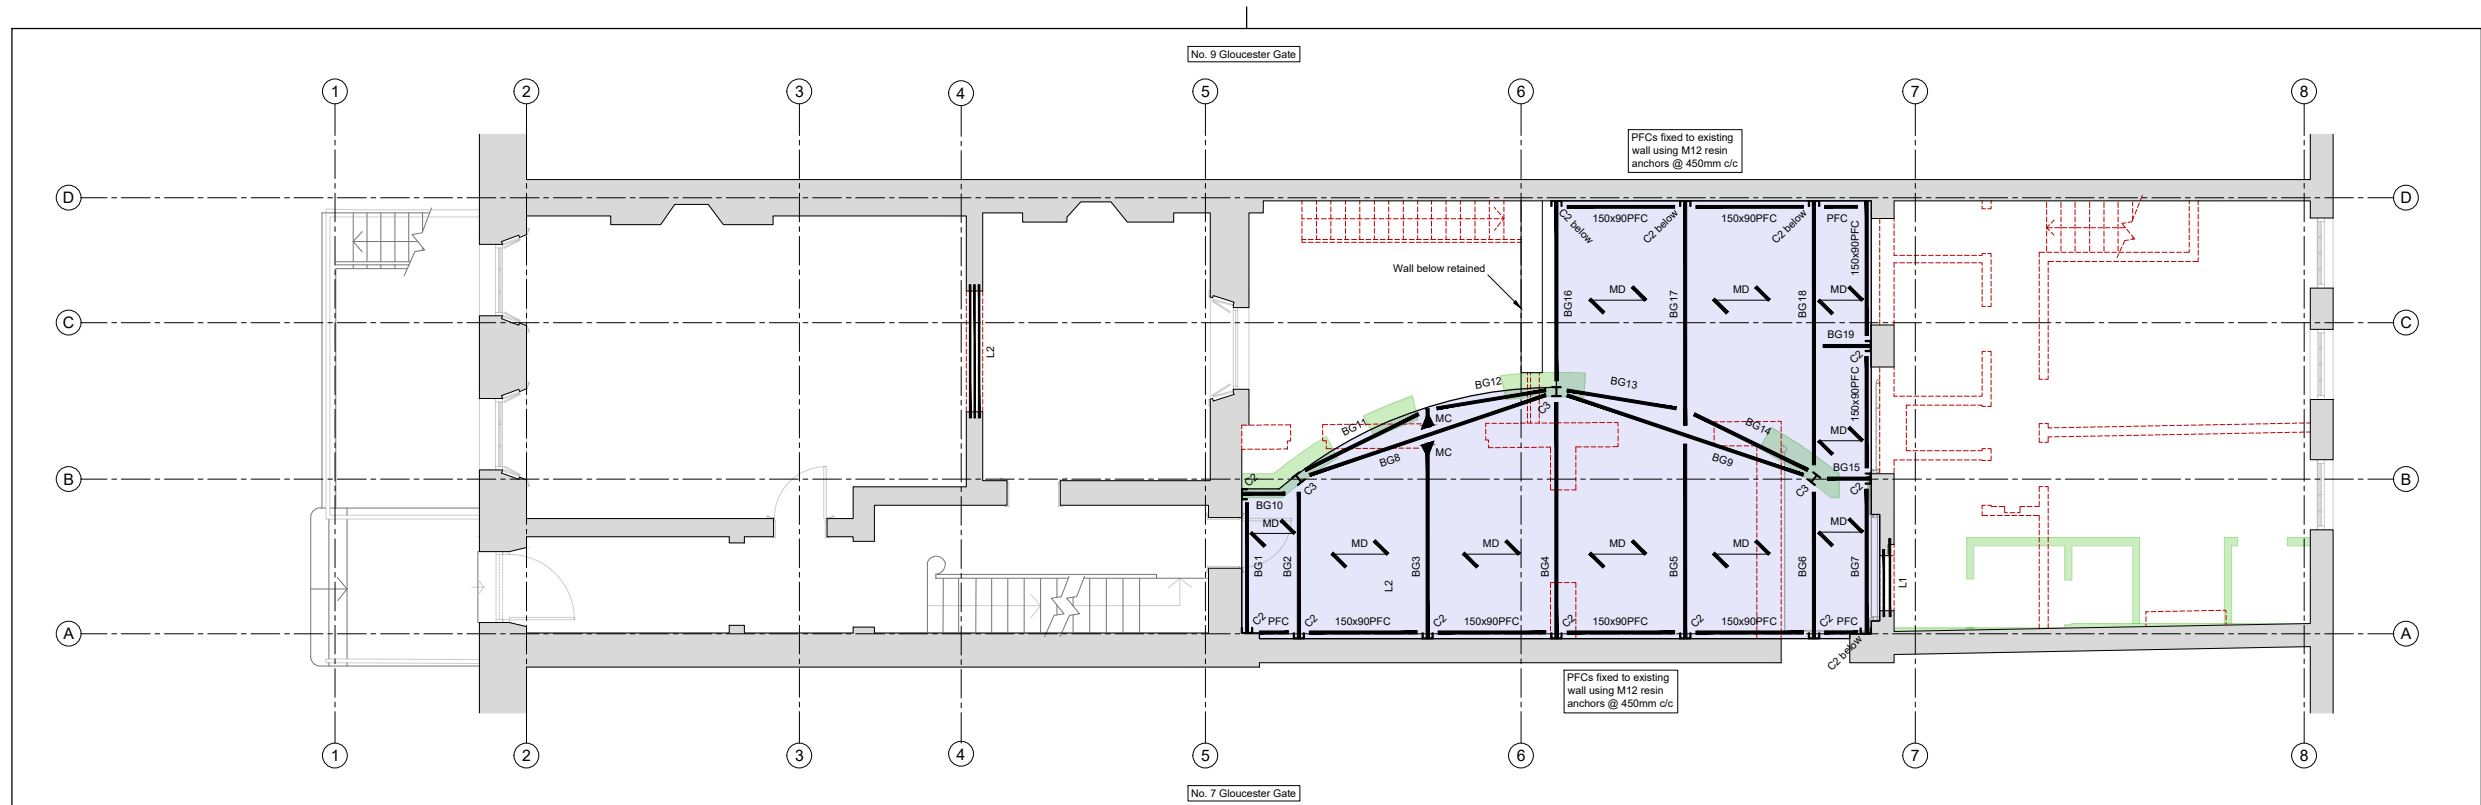 No. 9 Gloucester Gate
1
2
3
4
5
6
7
8
PFCs fixed to existing
wall using M12 resin
anchors @ 450mm c/c
D
D
150x90PFC
150x90PFC
PFC
C2 below
C2 below
C2 below
150x90PFC
Wall below retained
MD
MD
MD
BG16
BG17
BG18
C
C
BG19
C2
L2
BG12
BG13
C3
150x90PFC
BG11
MC
MC
BG14
MD
BG8
BG9
BG15
B
B
C2
C3
C3
C2
BG10
MD
MD
MD
MD
MD
MD
MD
BG1
BG2
BG3
BG4
BG5
BG6
BG7
L2
L1
C2
PFC
C2
150x90PFC
C2
150x90PFC
C2
150x90PFC
C2
150x90PFC
C2
PFC
A
A
C2 below
PFCs fixed to existing
wall using M12 resin
anchors @ 450mm c/c
1
2
3
4
5
6
7
8
No. 7 Gloucester Gate